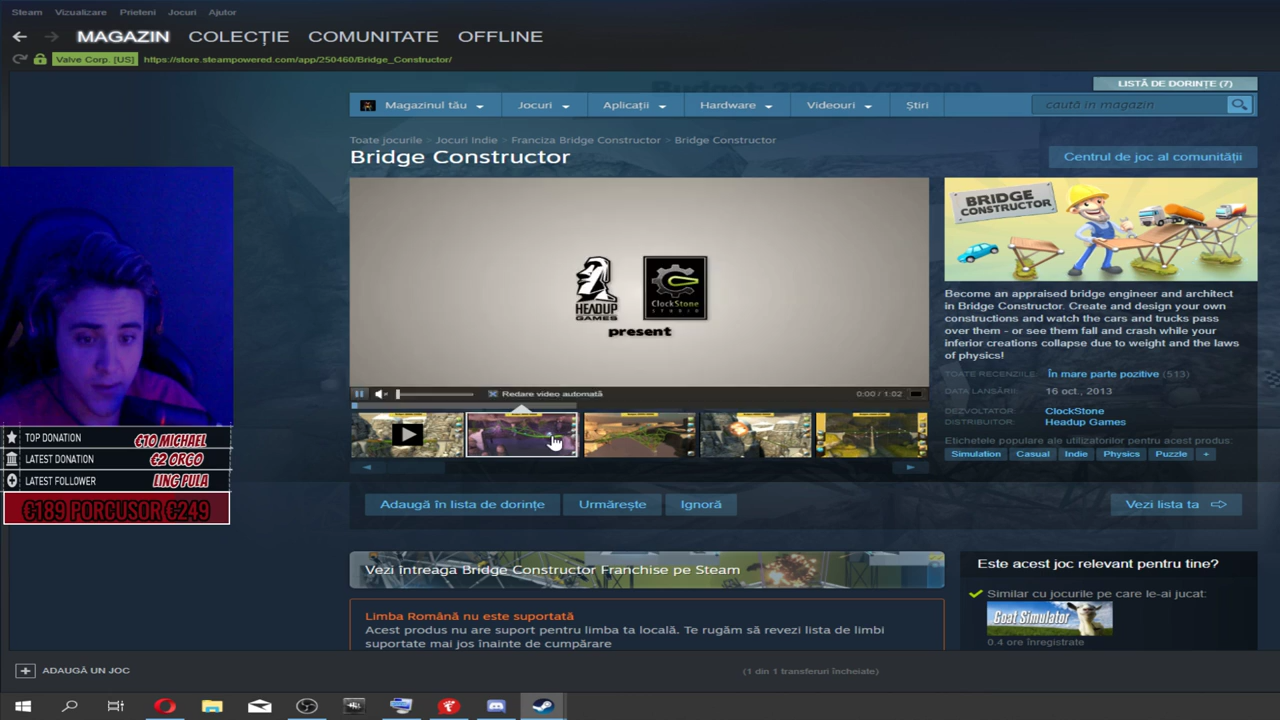 Steam Vizualizare Prieteni Jocuri Ajutor
MAGAZIN COLECȚIE COMUNITATE OFFLINE
Valve Corp. [US] https://store.steampowered.com/app/250460/Bridge_Constructor/
LISTĂ DE DORINȚE (7)
Magazinul tău Jocuri Aplicații Hardware Videouri Știri caută in magazin
Toate jocurile > Jocuri Indie > Franciza Bridge Constructor > Bridge Constructor
Bridge Constructor
Centrul de joc al comunității
BRIDGE
CONSTRUCTOR
HEADUP
GAMES
ClockStone
STUDIO
present
Become an appraised bridge engineer and architect
in Bridge Constructor. Create and design your own
constructions and watch the cars and trucks pass
over them - or see them fall and crash while your
inferior creations collapse due to weight and the laws
of physics!
TOATE RECENZIILE: În mare parte pozitive (513)
DATA LANSĂRII: 16 oct., 2013
DEZVOLTATOR: ClockStone
DISTRIBUITOR: Headup Games
Etichetele populare ale utilizatorilor pentru acest produs:
Simulation Casual Indie Physics Puzzle +
Redare video automată 0:00 / 1:02
Adaugă în lista de dorințe Urmărește Ignoră Vezi lista ta
TOP DONATION €10 MICHAEL
LATEST DONATION €2 ORGO
LATEST FOLLOWER LING PULA
€189 PORCUSOR €249
Vezi întreaga Bridge Constructor Franchise pe Steam
Limba Română nu este suportată
Acest produs nu are suport pentru limba ta locală. Te rugăm să revezi lista de limbi
suportate mai jos înainte de cumpărare
Este acest joc relevant pentru tine?
Similar cu jocurile pe care le-ai jucat:
Goat Simulator
0.4 ore înregistrate
ADAUGĂ UN JOC (1 din 1 transferuri încheiate)